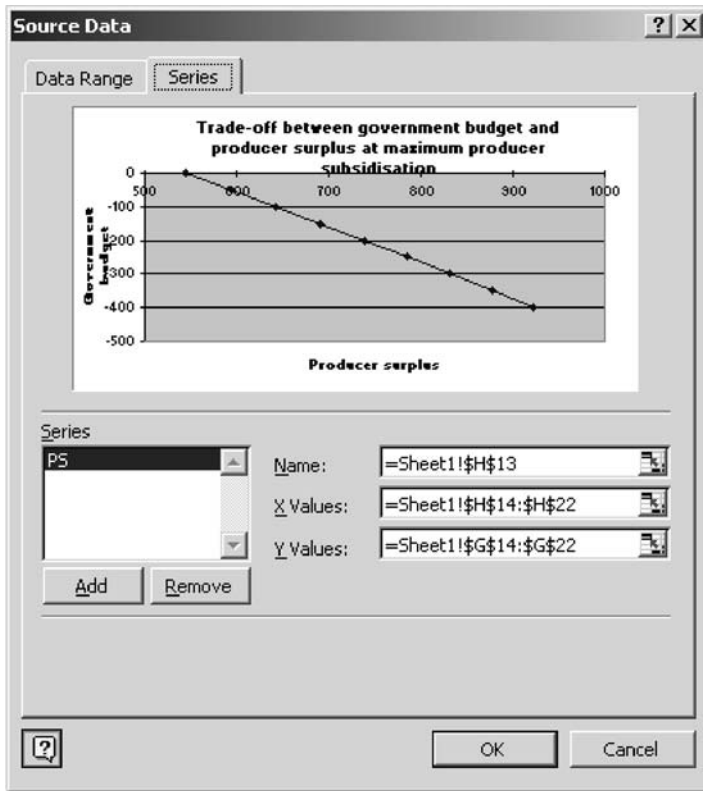 Source Data
Data Range
Series
Trade-off between government budget and
producer surplus at maximum producer
subsidisation
0
500
600
700
800
900
1000
-100
-200
-300
-400
-500
Government
budget
Producer surplus
Series
PS
Name:
=Sheet1!$H$13
X Values:
=Sheet1!$H$14:$H$22
Y Values:
=Sheet1!$G$14:$G$22
Add
Remove
OK
Cancel